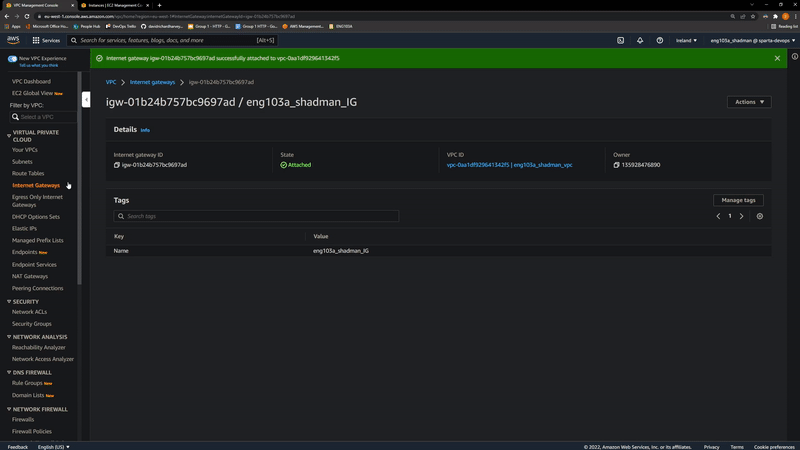 VPC Management Console
Instances | EC2 Management Con
eu-west-1.console.aws.amazon.com/vpc/home?region=eu-west-1#InternetGateway:internetGatewayId=igw-01b24b757bc9697ad
Apps
Microsoft Office Ho...
People Hub
DevOps Trello
davidrichardharvey...
Group 1 HTTP - G...
Group 1 HTTP - G...
AWS Management...
ENG103A
Reading list
aws
Services
Search for services, features, blogs, docs, and more
[Alt+S]
Ireland
eng103a_shadman @ sparta-devops
New VPC Experience
Tell us what you think
Internet gateway igw-01b24b757bc9697ad successfully attached to vpc-0aa1df929641342f5
VPC Dashboard
EC2 Global View New
Filter by VPC:
Select a VPC
VIRTUAL PRIVATE CLOUD
Your VPCs
Subnets
Route Tables
Internet Gateways
Egress Only Internet Gateways
DHCP Options Sets
Elastic IPs
Managed Prefix Lists
Endpoints New
Endpoint Services
NAT Gateways
Peering Connections
SECURITY
Network ACLs
Security Groups
NETWORK ANALYSIS
Reachability Analyzer
Network Access Analyzer
DNS FIREWALL
Rule Groups New
Domain Lists New
NETWORK FIREWALL
Firewalls
Firewall Policies
VPC
Internet gateways
igw-01b24b757bc9697ad
igw-01b24b757bc9697ad / eng103a_shadman_IG
Actions
Details Info
Internet gateway ID
igw-01b24b757bc9697ad
State
Attached
VPC ID
vpc-0aa1df929641342f5 | eng103a_shadman_vpc
Owner
135928476890
Tags
Manage tags
Search tags
1
Key
Value
Name
eng103a_shadman_IG
Feedback
English (US)
© 2022, Amazon Web Services, Inc. or its affiliates.
Privacy
Terms
Cookie preferences